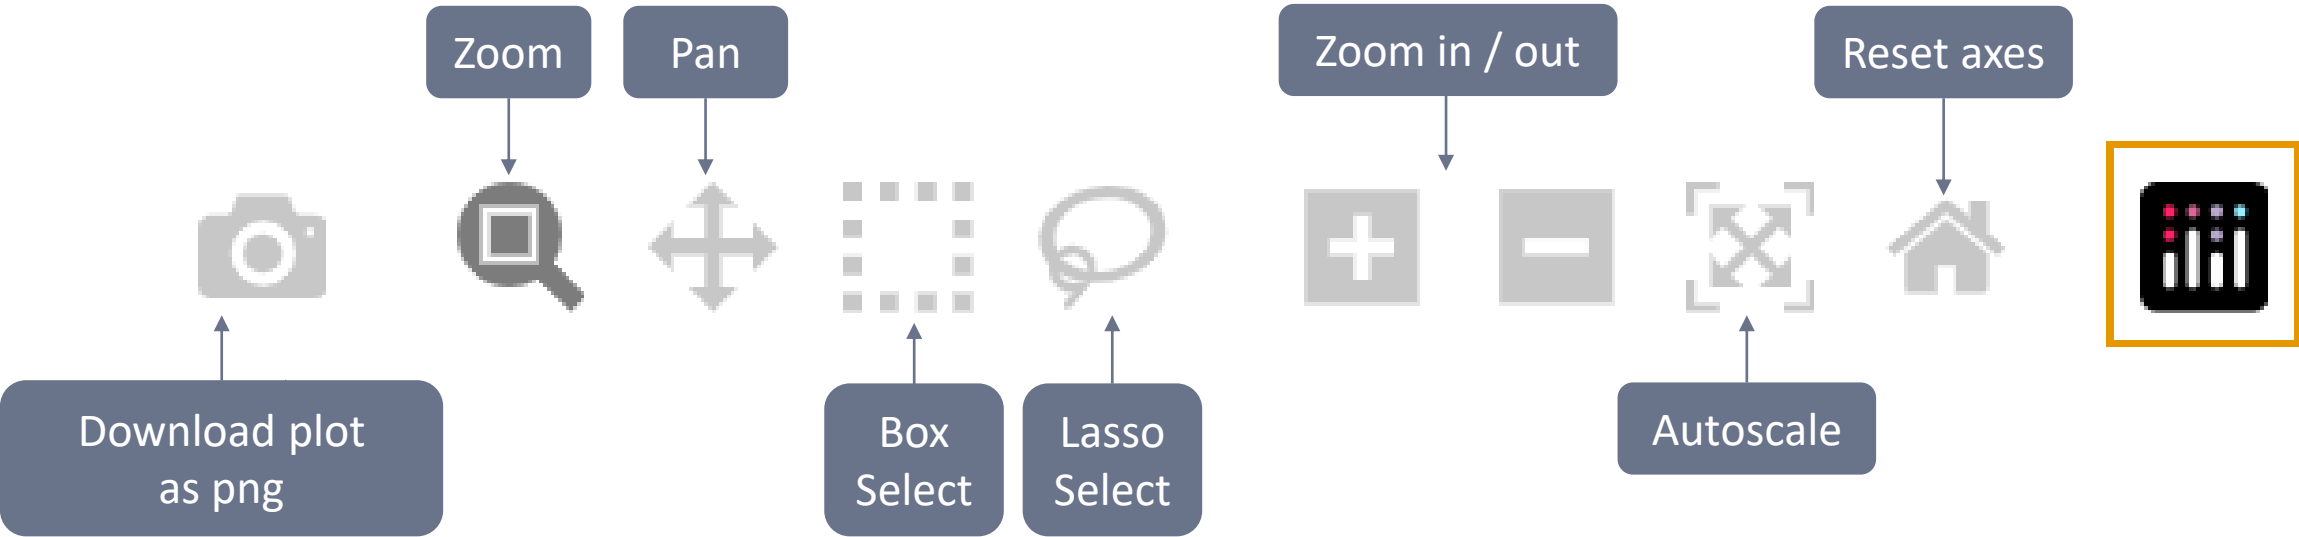 Zoom
Pan
Zoom in / out
Reset axes
Download plot
as png
Box
Select
Lasso
Select
Autoscale